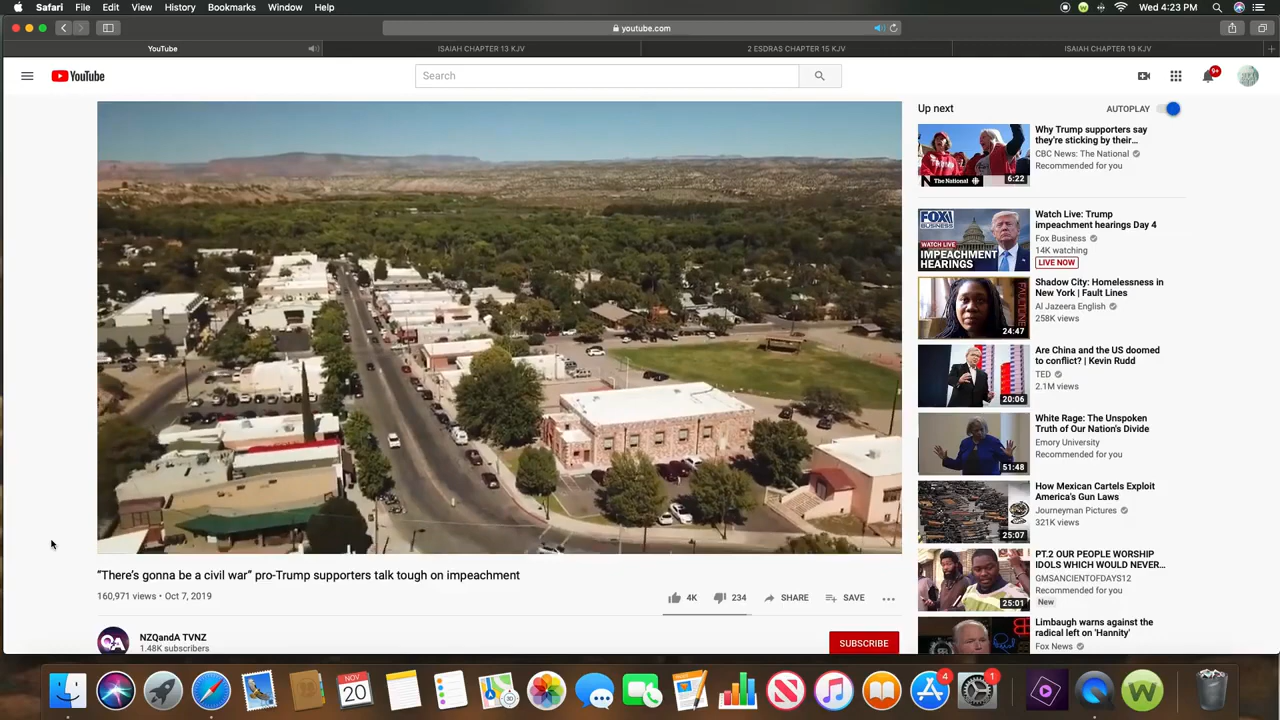 Safari File Edit View History Bookmarks Window Help
Wed 4:23 PM
youtube.com
YouTube
ISAIAH CHAPTER 13 KJV
2 ESDRAS CHAPTER 15 KJV
ISAIAH CHAPTER 19 KJV
YouTube
Search
9+
Up next
AUTOPLAY
Why Trump supporters say
they're sticking by their...
CBC News: The National
Recommended for you
The National
6:22
Watch Live: Trump
impeachment hearings Day 4
Fox Business
14K watching
LIVE NOW
FOX
BUSINESS
WATCH LIVE
IMPEACHMENT
HEARINGS
Shadow City: Homelessness in
New York | Fault Lines
Al Jazeera English
258K views
24:47
Are China and the US doomed
to conflict? | Kevin Rudd
TED
2.1M views
20:06
White Rage: The Unspoken
Truth of Our Nation's Divide
Emory University
Recommended for you
51:48
How Mexican Cartels Exploit
America's Gun Laws
Journeyman Pictures
321K views
25:07
PT.2 OUR PEOPLE WORSHIP
IDOLS WHICH WOULD NEVER...
GMSANCIENTOFDAYS12
Recommended for you
New
25:01
Limbaugh warns against the
radical left on 'Hannity'
Fox News
"There's gonna be a civil war" pro-Trump supporters talk tough on impeachment
160,971 views • Oct 7, 2019
4K
234
SHARE
SAVE
QA
NZQandA TVNZ
1.48K subscribers
SUBSCRIBE
NOV
20
4
1